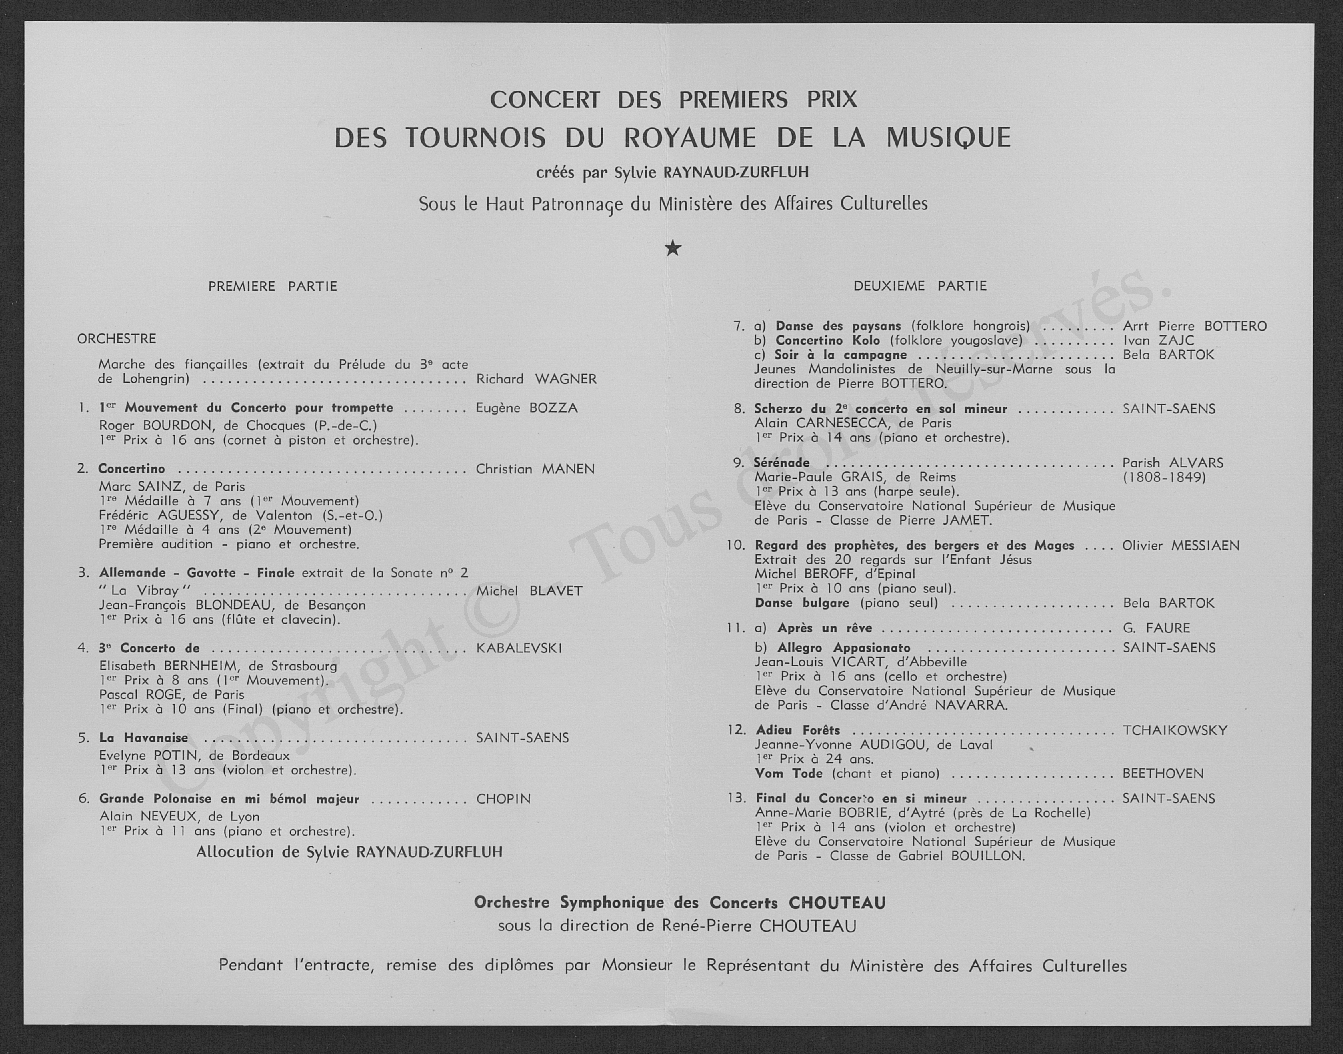 CONCERT DES PREMIERS PRIX
DES TOURNOIS DU ROYAUME DE LA MUSIQUE
créés par Sylvie RAYNAUD-ZURFLUH
Sous le Haut Patronnage du Ministère des Affaires Culturelles
★
PREMIERE PARTIE
ORCHESTRE
Marche des fiançailles (extrait du Prélude du 3e acte
de Lohengrin) ................................ Richard WAGNER
1. 1er Mouvement du Concerto pour trompette ........ Eugène BOZZA
Roger BOURDON, de Chocques (P.-de-C.)
1er Prix à 16 ans (cornet à piston et orchestre).
2. Concertino ................................... Christian MANEN
Marc SAINZ, de Paris
1re Médaille à 7 ans (1er Mouvement)
Frédéric AGUESSY, de Valenton (S.-et-O.)
1re Médaille à 4 ans (2e Mouvement)
Première audition - piano et orchestre.
3. Allemande - Gavotte - Finale extrait de la Sonate n° 2
" La Vibray " ................................ Michel BLAVET
Jean-François BLONDEAU, de Besançon
1er Prix à 16 ans (flûte et clavecin).
4. 3e Concerto de ............................... KABALEVSKI
Elisabeth BERNHEIM, de Strasbourg
1er Prix à 8 ans (1er Mouvement).
Pascal ROGE, de Paris
1er Prix à 10 ans (Final) (piano et orchestre).
5. La Havanaise ................................ SAINT-SAENS
Evelyne POTIN, de Bordeaux
1er Prix à 13 ans (violon et orchestre).
6. Grande Polonaise en mi bémol majeur ............ CHOPIN
Alain NEVEUX, de Lyon
1er Prix à 11 ans (piano et orchestre).
Allocution de Sylvie RAYNAUD-ZURFLUH
DEUXIEME PARTIE
7. a) Danse des paysans (folklore hongrois) ......... Arrt Pierre BOTTERO
b) Concertino Kolo (folklore yougoslave) .......... Ivan ZAJC
c) Soir à la campagne ........................ Bela BARTOK
Jeunes Mandolinistes de Neuilly-sur-Marne sous la
direction de Pierre BOTTERO.
8. Scherzo du 2e concerto en sol mineur ............ SAINT-SAENS
Alain CARNESECCA, de Paris
1er Prix à 14 ans (piano et orchestre).
9. Sérénade ................................... Parish ALVARS
Marie-Paule GRAIS, de Reims (1808-1849)
1er Prix à 13 ans (harpe seule).
Elève du Conservatoire National Supérieur de Musique
de Paris - Classe de Pierre JAMET.
10. Regard des prophètes, des bergers et des Mages .... Olivier MESSIAEN
Extrait des 20 regards sur l'Enfant Jésus
Michel BEROFF, d'Epinal
1er Prix à 10 ans (piano seul).
Danse bulgare (piano seul) .................... Bela BARTOK
11. a) Après un rêve ............................ G. FAURE
b) Allegro Appasionato ....................... SAINT-SAENS
Jean-Louis VICART, d'Abbeville
1er Prix à 16 ans (cello et orchestre)
Elève du Conservatoire National Supérieur de Musique
de Paris - Classe d'André NAVARRA.
12. Adieu Forêts ................................ TCHAIKOWSKY
Jeanne-Yvonne AUDIGOU, de Laval
1er Prix à 24 ans.
Vom Tode (chant et piano) .................... BEETHOVEN
13. Final du Concerto en si mineur ................. SAINT-SAENS
Anne-Marie BOBRIE, d'Aytré (près de La Rochelle)
1er Prix à 14 ans (violon et orchestre)
Elève du Conservatoire National Supérieur de Musique
de Paris - Classe de Gabriel BOUILLON.
Orchestre Symphonique des Concerts CHOUTEAU
sous la direction de René-Pierre CHOUTEAU
Pendant l'entracte, remise des diplômes par Monsieur le Représentant du Ministère des Affaires Culturelles
Copyright © - Tous droits réservés.